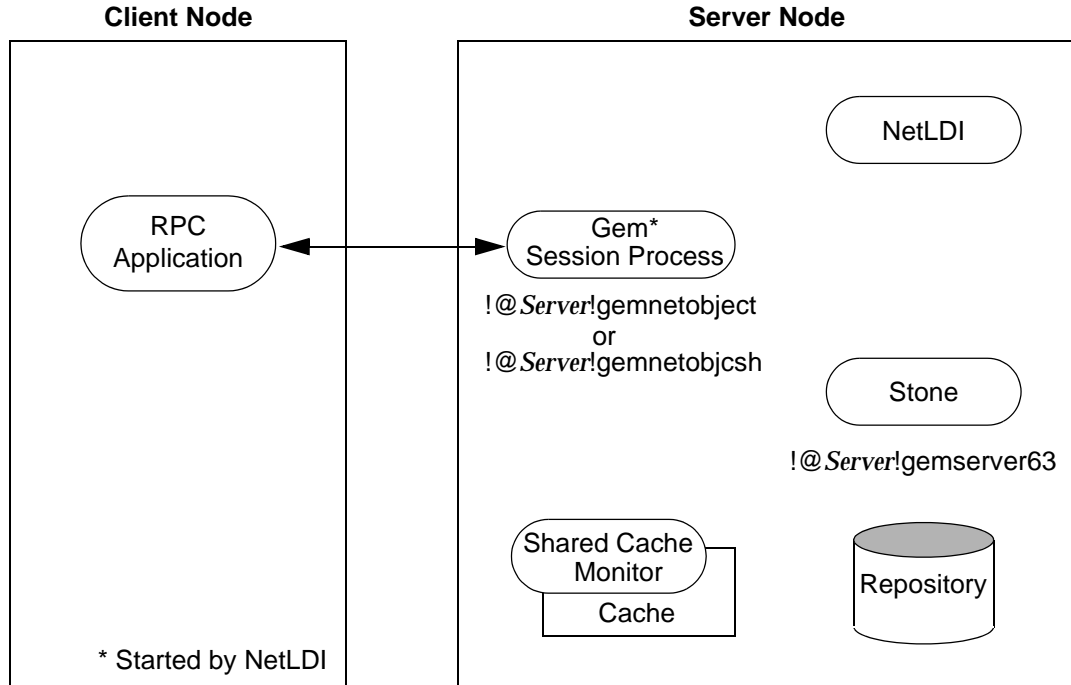 Client Node
Server Node
NetLDI
RPC
Application
Gem*
Session Process
!@Server!gemnetobject
or
!@Server!gemnetobjcsh
Stone
!@Server!gemserver63
Shared Cache
Monitor
Cache
Repository
* Started by NetLDI